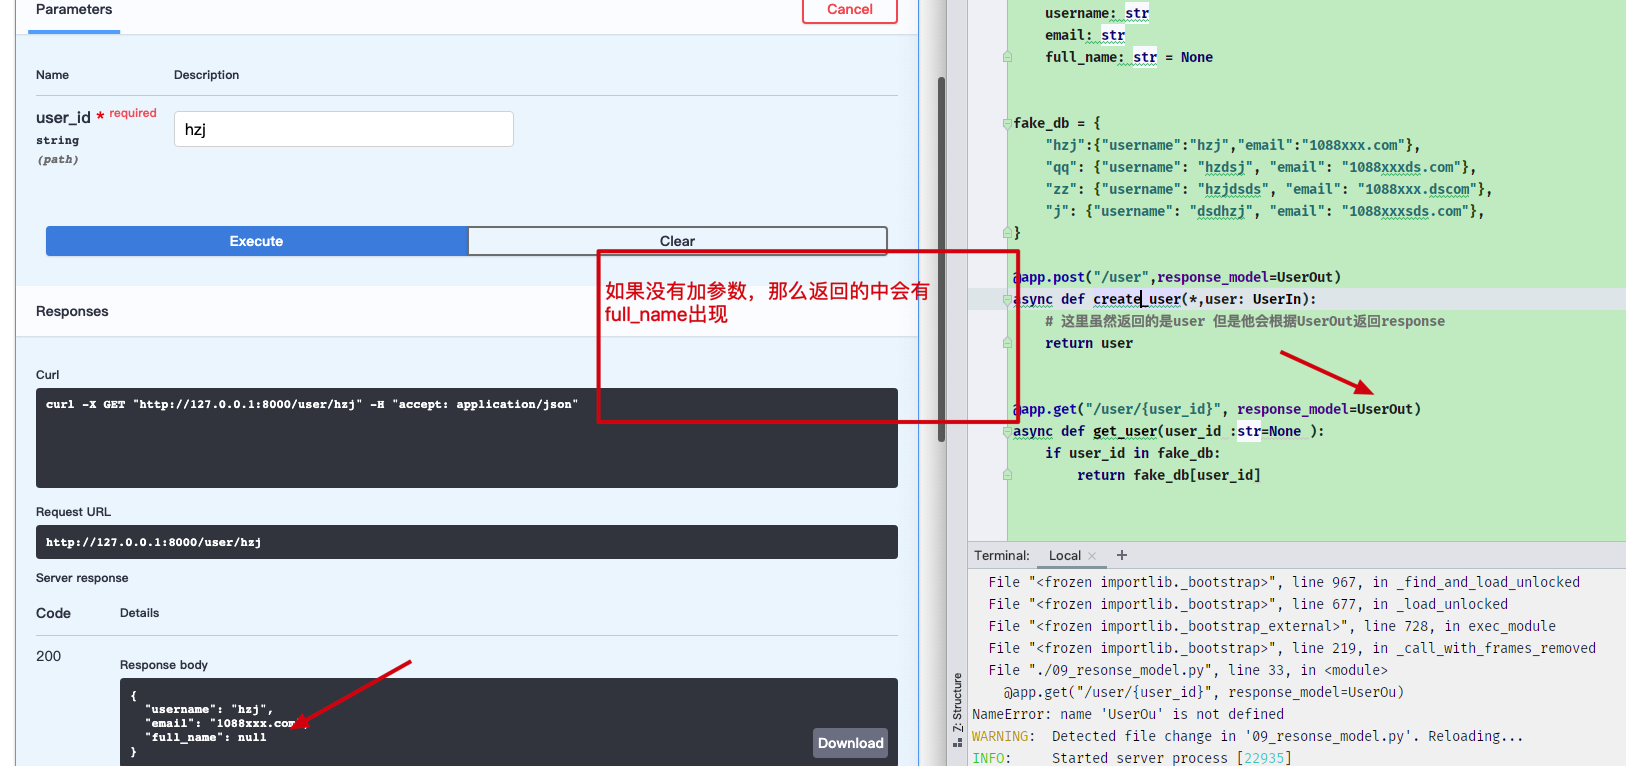 Parameters
Cancel
Name
Description
user_id * required
string
(path)
hzj
Execute
Clear
Responses
如果没有加参数，那么返回的中会有
full_name出现
Curl
curl -X GET "http://127.0.0.1:8000/user/hzj" -H "accept: application/json"
Request URL
http://127.0.0.1:8000/user/hzj
Server response
Code
Details
200
Response body
{
"username": "hzj",
"email": "1088xxx.com",
"full_name": null
}
Download
username: str
email: str
full_name: str = None
fake_db = {
"hzj":{"username":"hzj","email":"1088xxx.com"},
"qq": {"username": "hzdsj", "email": "1088xxxds.com"},
"zz": {"username": "hzjdsds", "email": "1088xxx.dscom"},
"j": {"username": "dsdhzj", "email": "1088xxxsds.com"},
}
@app.post("/user",response_model=UserOut)
async def create_user(*,user: UserIn):
# 这里虽然返回的是user 但是他会根据UserOut返回response
return user
@app.get("/user/{user_id}", response_model=UserOut)
async def get_user(user_id :str=None ):
if user_id in fake_db:
return fake_db[user_id]
Terminal:
Local
File "<frozen importlib._bootstrap>", line 967, in _find_and_load_unlocked
File "<frozen importlib._bootstrap>", line 677, in _load_unlocked
File "<frozen importlib._bootstrap_external>", line 728, in exec_module
File "<frozen importlib._bootstrap>", line 219, in _call_with_frames_removed
File "./09_resonse_model.py", line 33, in <module>
@app.get("/user/{user_id}", response_model=UserOu)
NameError: name 'UserOu' is not defined
WARNING: Detected file change in '09_resonse_model.py'. Reloading...
INFO: Started server process [22935]
Z: Structure